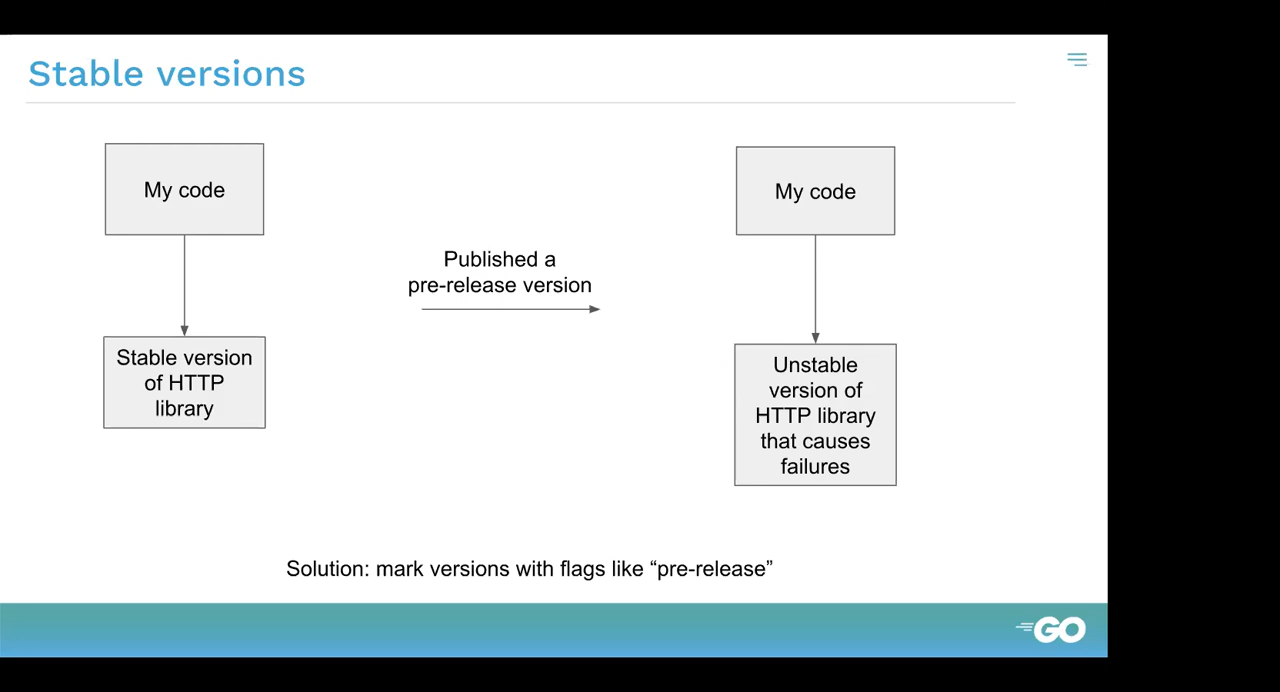 Stable versions
My code
My code
Published a
pre-release version
Stable version
of HTTP
library
Unstable
version of
HTTP library
that causes
failures
Solution: mark versions with flags like “pre-release”
GO